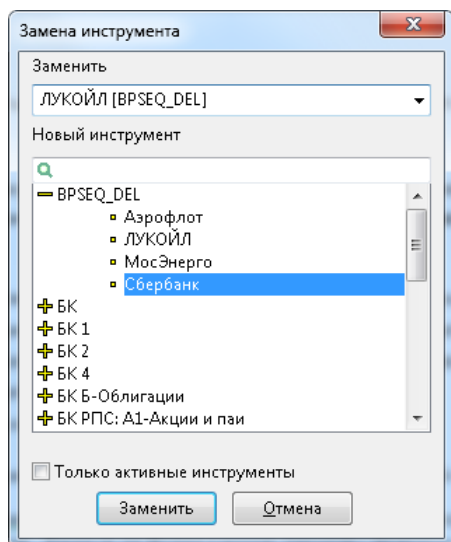 Замена инструмента
Заменить
ЛУКОЙЛ [BPSEQ_DEL]
Новый инструмент
BPSEQ_DEL
Аэрофлот
ЛУКОЙЛ
МосЭнерго
Сбербанк
БК
БК 1
БК 2
БК 4
БК Б-Облигации
БК РПС: А1-Акции и паи
Только активные инструменты
Заменить Отмена